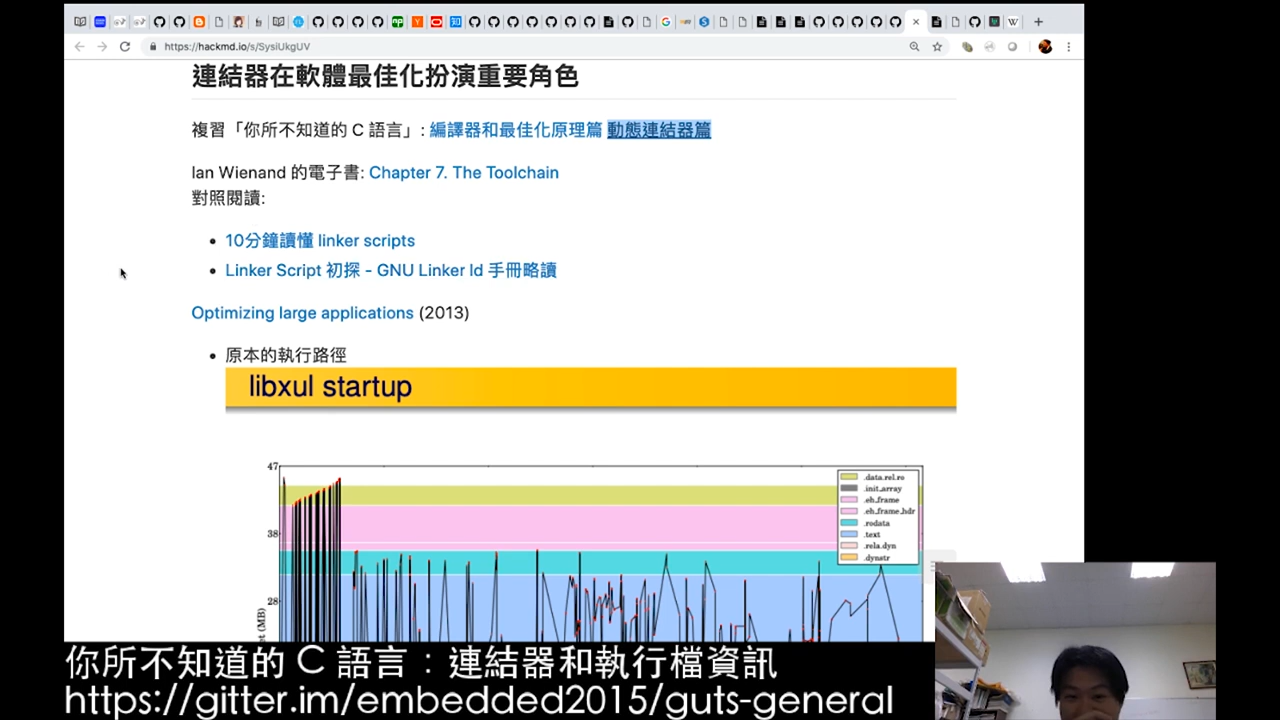 https://hackmd.io/s/SysiUkgUV
連結器在軟體最佳化扮演重要角色
複習「你所不知道的 C 語言」: 編譯器和最佳化原理篇 動態連結器篇
Ian Wienand 的電子書: Chapter 7. The Toolchain
對照閱讀:
10分鐘讀懂 linker scripts
Linker Script 初探 - GNU Linker ld 手冊略讀
Optimizing large applications (2013)
原本的執行路徑
libxul startup
47
.data.rel.ro
.init_array
.eh_frame
.eh_frame_hdr
.rodata
.text
.rela.dyn
.dynstr
38
28
(MB)
你所不知道的 C 語言：連結器和執行檔資訊
https://gitter.im/embedded2015/guts-general